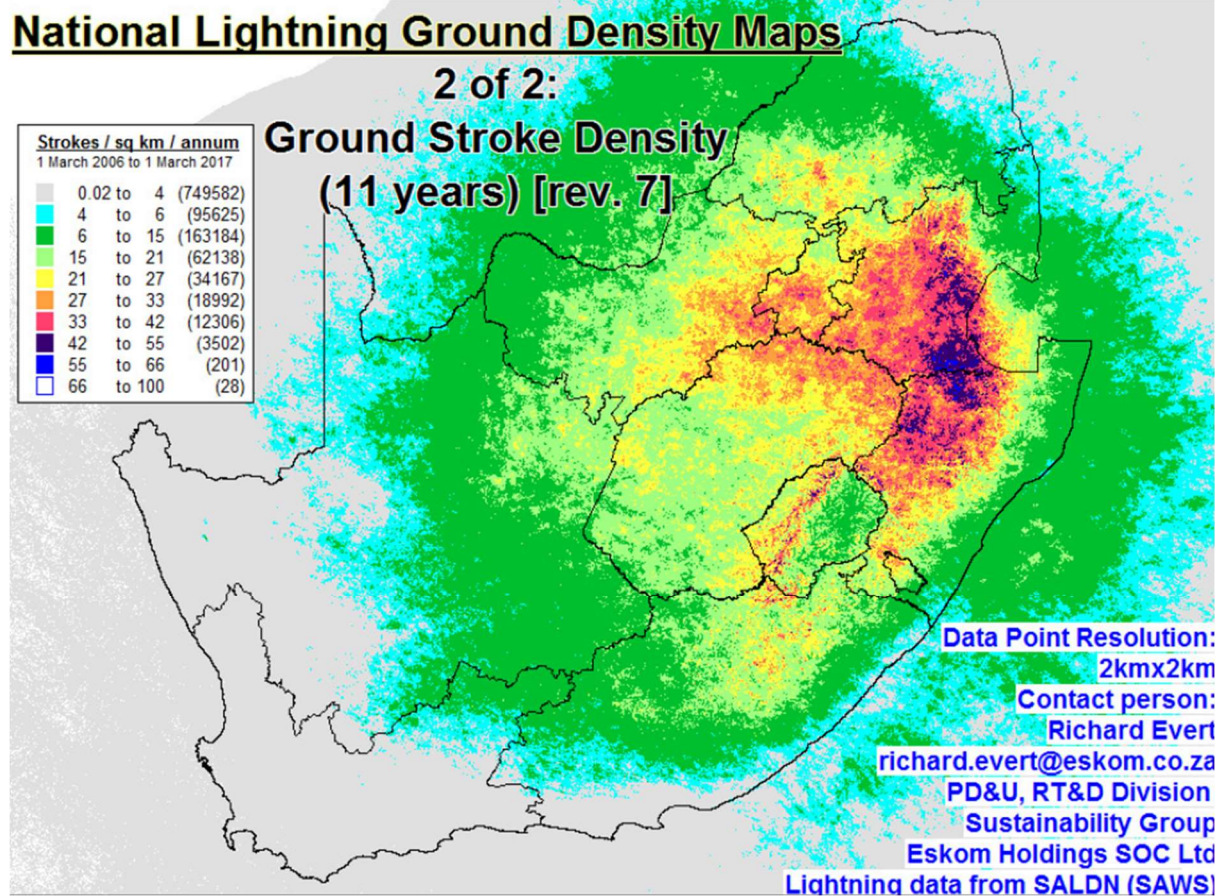 National Lightning Ground Density Maps
2 of 2:
Ground Stroke Density
(11 years) [rev. 7]
Strokes / sq km / annum
1 March 2006 to 1 March 2017
0.02 to 4 (749582)
4 to 6 (95625)
6 to 15 (163184)
15 to 21 (62138)
21 to 27 (34167)
27 to 33 (18992)
33 to 42 (12306)
42 to 55 (3502)
55 to 66 (201)
66 to 100 (28)
Data Point Resolution:
2kmx2km
Contact person:
Richard Evert
richard.evert@eskom.co.za
PD&U, RT&D Division
Sustainability Group
Eskom Holdings SOC Ltd
Lightning data from SALDN (SAWS)